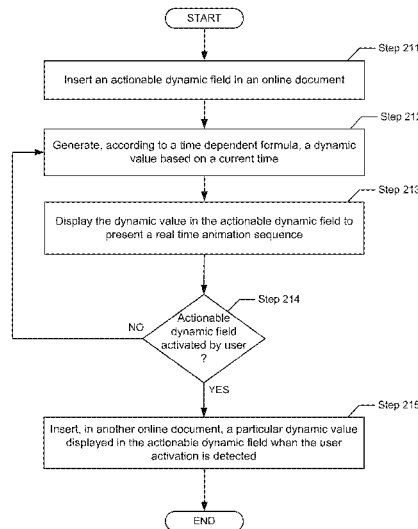 START
Step 211
Insert an actionable dynamic field in an online document
Step 212
Generate, according to a time dependent formula, a dynamic
value based on a current time
Step 213
Display the dynamic value in the actionable dynamic field to
present a real time animation sequence
Step 214
Actionable
dynamic field
activated by user
?
NO
YES
Step 215
Insert, in another online document, a particular dynamic value
displayed in the actionable dynamic field when the user
activation is detected
END